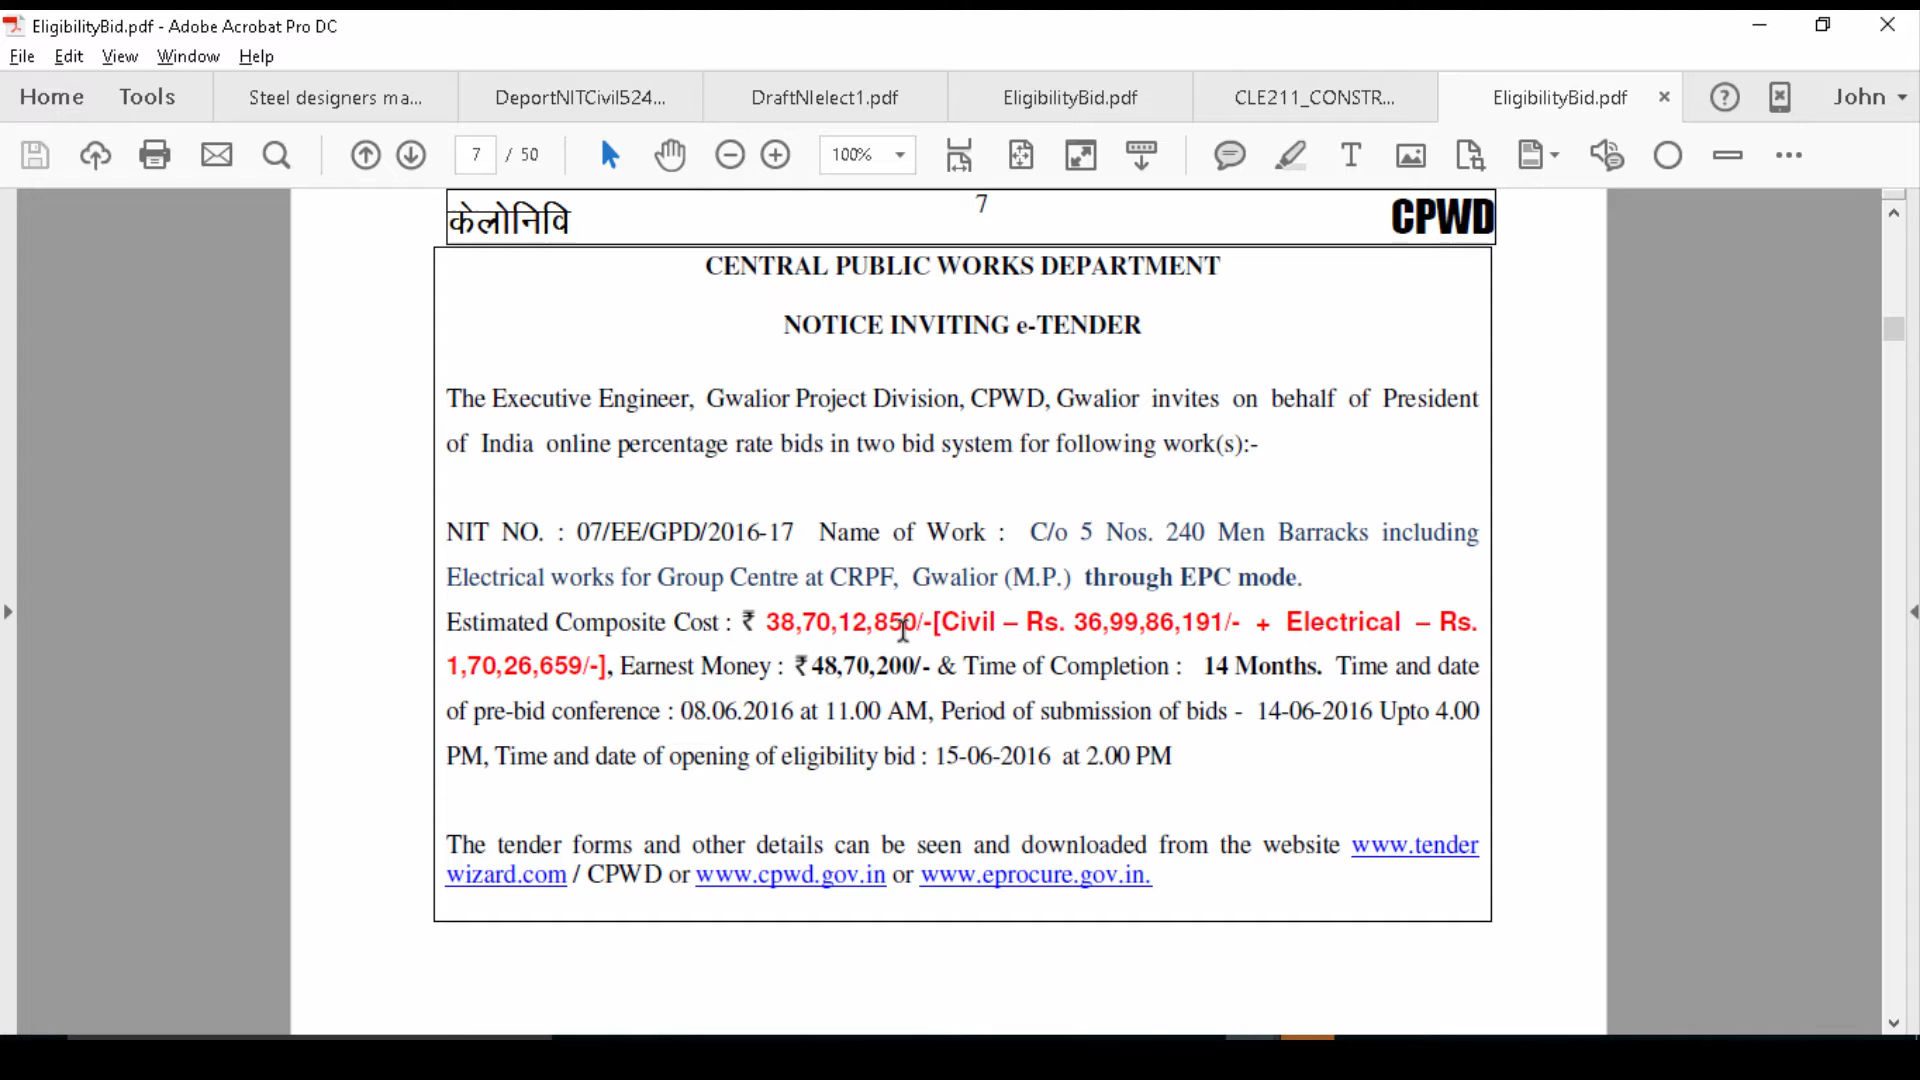 EligibilityBid.pdf - Adobe Acrobat Pro DC
File Edit View Window Help
Home Tools Steel designers ma... DeportNITCivil524... DraftNIelect1.pdf EligibilityBid.pdf CLE211_CONSTR... EligibilityBid.pdf × John
7 / 50 100%
7
केलोनिवि CPWD
CENTRAL PUBLIC WORKS DEPARTMENT
NOTICE INVITING e-TENDER
The Executive Engineer, Gwalior Project Division, CPWD, Gwalior invites on behalf of President
of India online percentage rate bids in two bid system for following work(s):-
NIT NO. : 07/EE/GPD/2016-17 Name of Work : C/o 5 Nos. 240 Men Barracks including
Electrical works for Group Centre at CRPF, Gwalior (M.P.) through EPC mode.
Estimated Composite Cost : ₹ 38,70,12,850/-[Civil – Rs. 36,99,86,191/- + Electrical – Rs.
1,70,26,659/-], Earnest Money : ₹48,70,200/- & Time of Completion : 14 Months. Time and date
of pre-bid conference : 08.06.2016 at 11.00 AM, Period of submission of bids - 14-06-2016 Upto 4.00
PM, Time and date of opening of eligibility bid : 15-06-2016 at 2.00 PM
The tender forms and other details can be seen and downloaded from the website www.tender
wizard.com / CPWD or www.cpwd.gov.in or www.eprocure.gov.in.